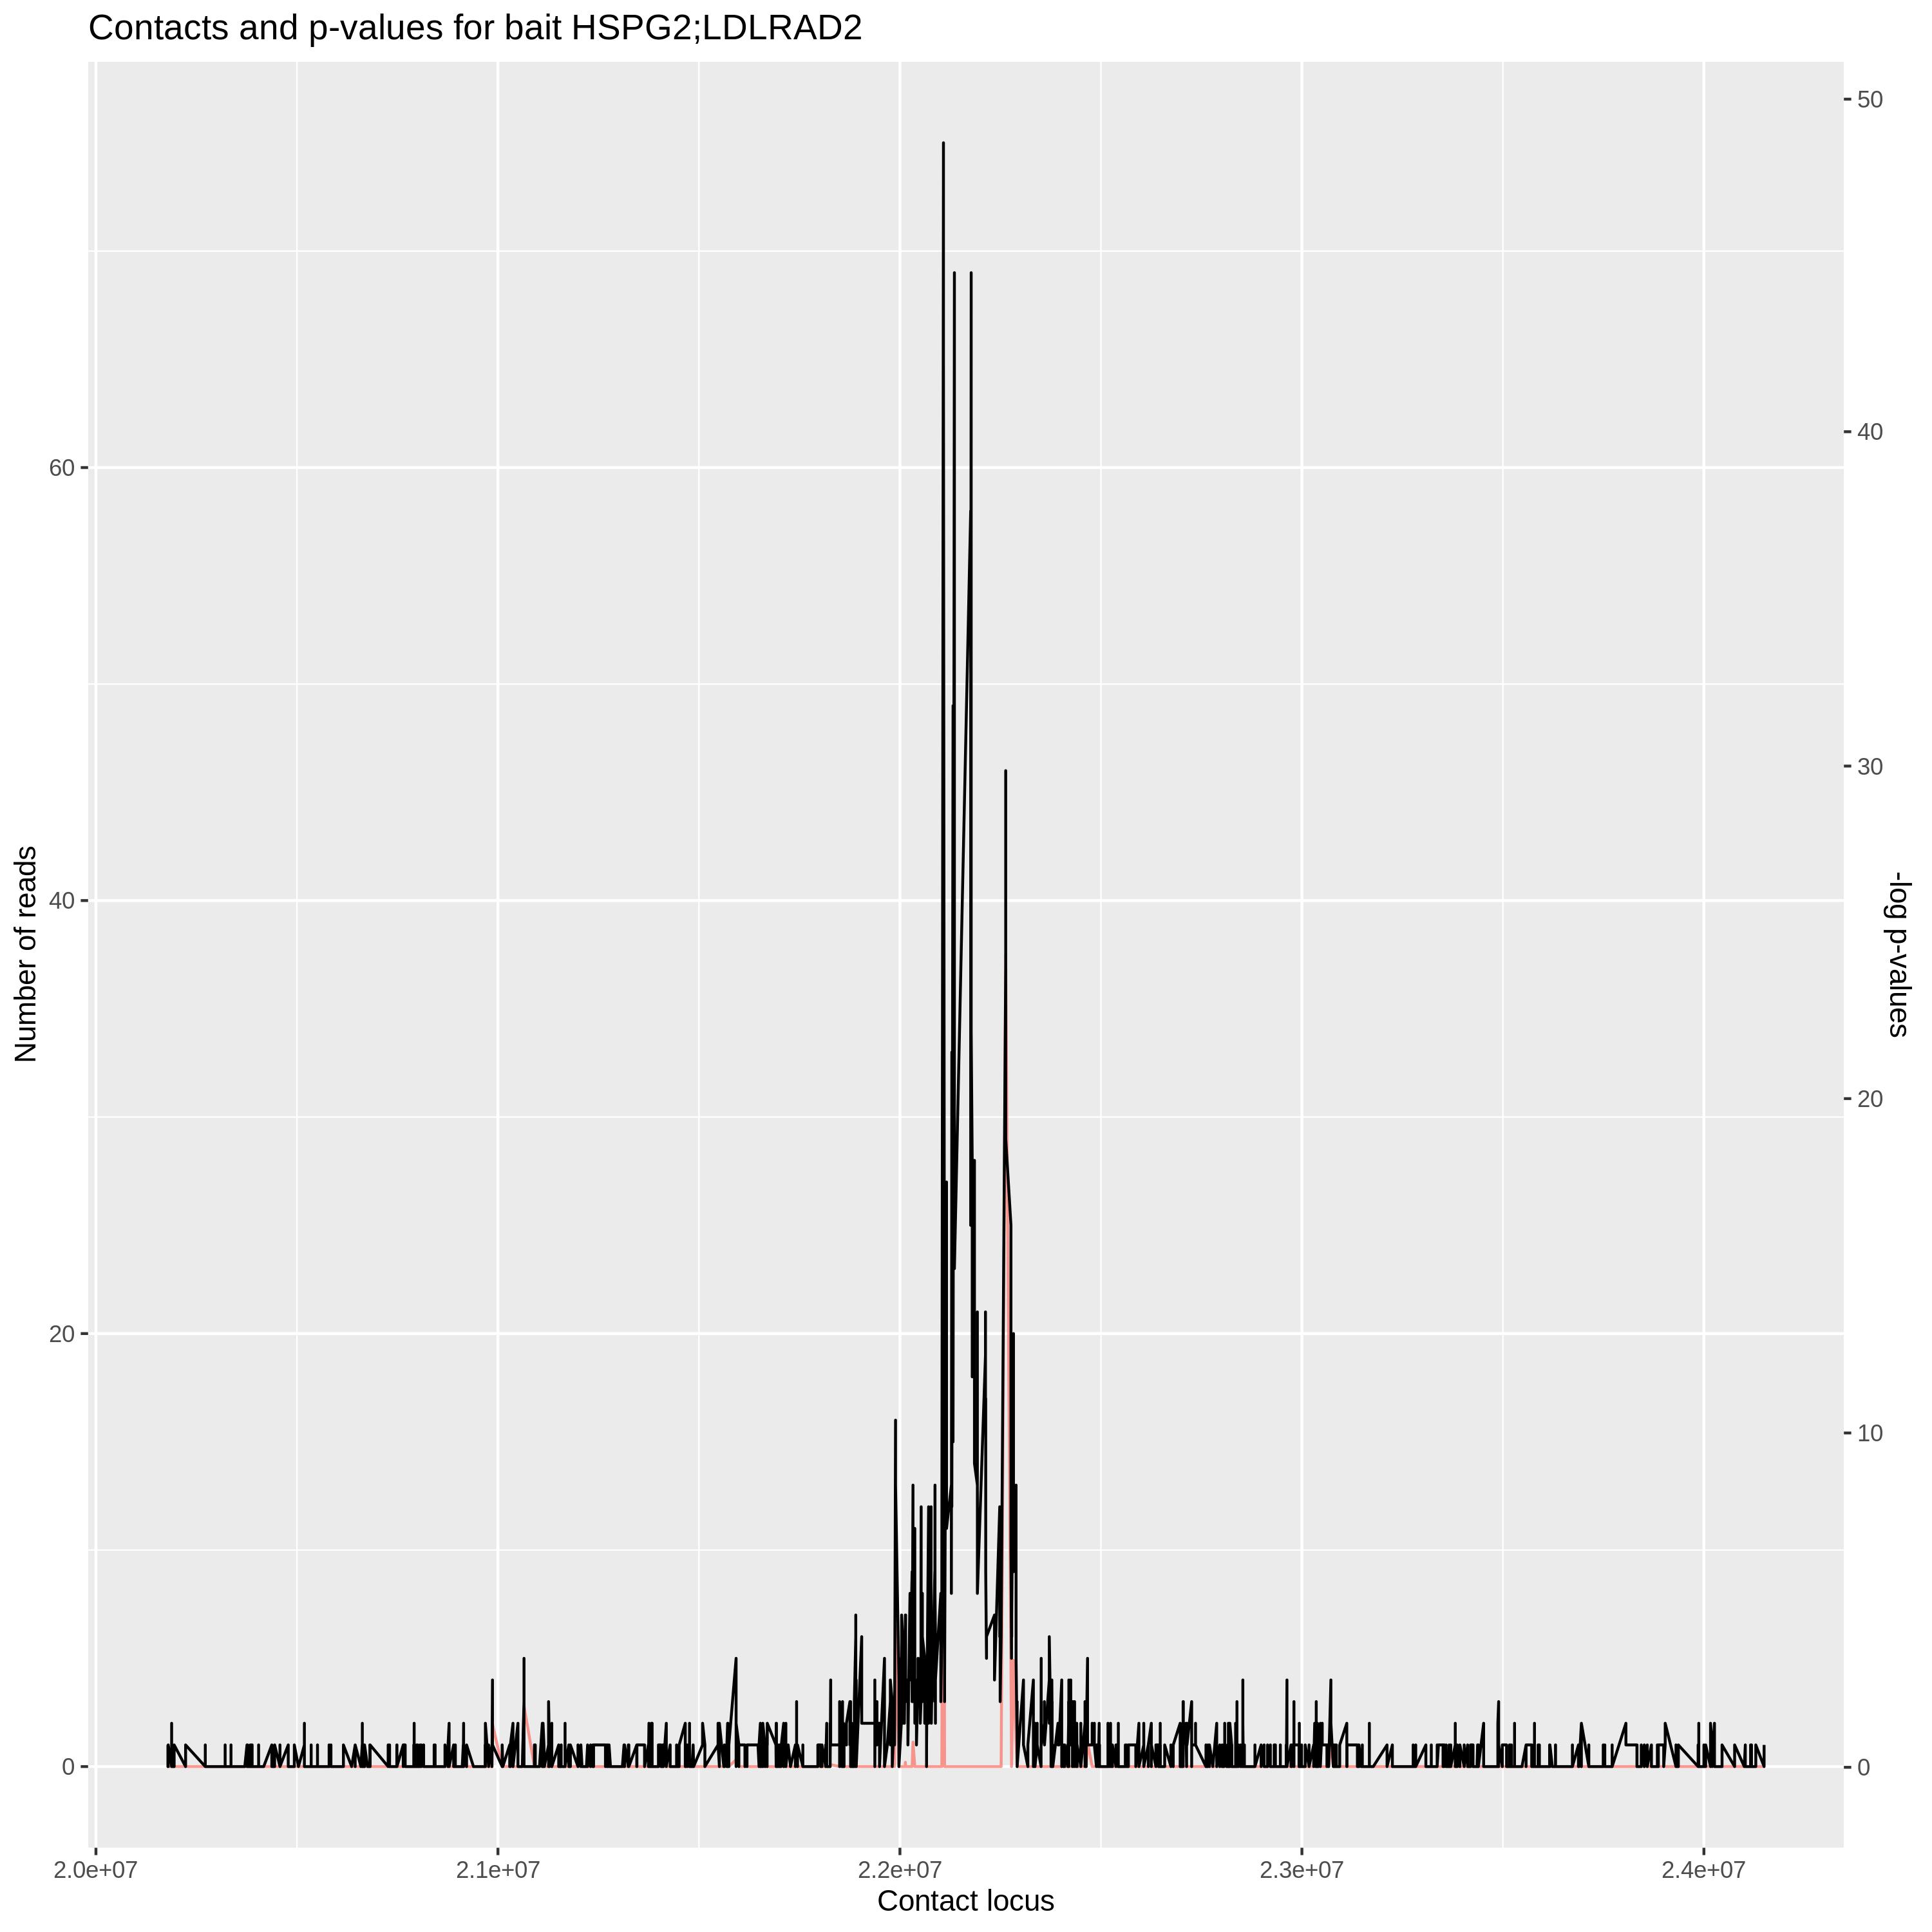 Contacts and p-values for bait HSPG2;LDLRAD2
50
40
30
20
10
0
-log p-values
60
40
20
0
Number of reads
2.0e+07 2.1e+07 2.2e+07 2.3e+07 2.4e+07
Contact locus